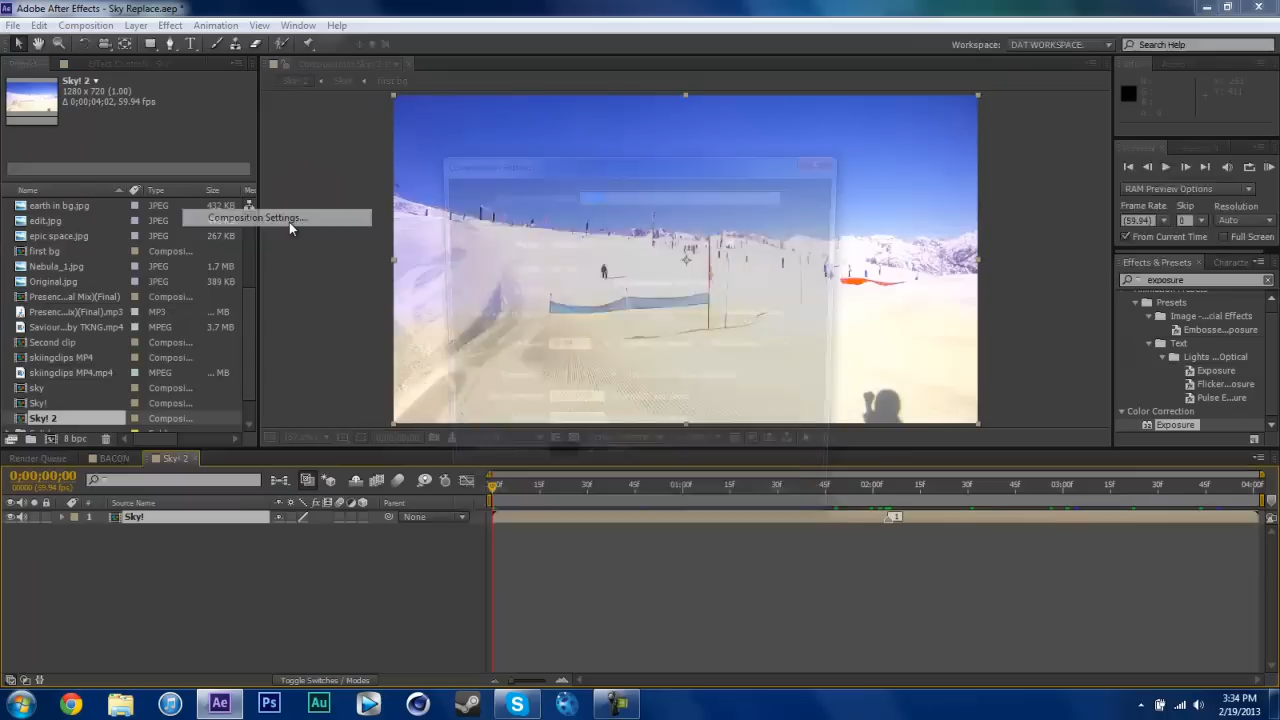 Adobe After Effects - Sky Replace.aep *
File Edit Composition Layer Effect Animation View Window Help
Workspace: DAT WORKSPACE. Search Help
Sky! 2
1280 x 720 (1.00)
Δ 0;00;04;02, 59.94 fps
Name Type Size
earth in bg.jpg JPEG 432 KB
edit.jpg JPEG
Composition Settings...
epic space.jpg JPEG 267 KB
first bg Composi...
Nebula_1.jpg JPEG 1.7 MB
Original.jpg JPEG 389 KB
Presenc...al Mix)(Final) Composi...
Presenc...ix)(Final).mp3 MP3 ... MB
Saviour...by TKNG.mp4 MPEG 3.7 MB
Second clip Composi...
skiingclips MP4 Composi...
skiingclips MP4.mp4 MPEG ... MB
sky Composi...
Sky! Composi...
Sky! 2 Composi...
8 bpc
RAM Preview Options
Frame Rate Skip Resolution
(59.94) 0 Auto
From Current Time Full Screen
Effects & Presets Characte
exposure
Presets
Image -...cial Effects
Embosse...posure
Text
Lights ...Optical
Exposure
Flicker...osure
Pulse E...ure
Color Correction
Exposure
Render Queue BACON Sky! 2
0;00;00;00
00000 (59.94 fps)
00f 15f 30f 45f 01:00f 15f 30f 45f 02:00f 15f 30f 45f 03:00f 15f 30f 45f 04:00f
# Source Name Parent
1 Sky! None
1
Toggle Switches / Modes
Ae Ps Au
3:34 PM
2/19/2013